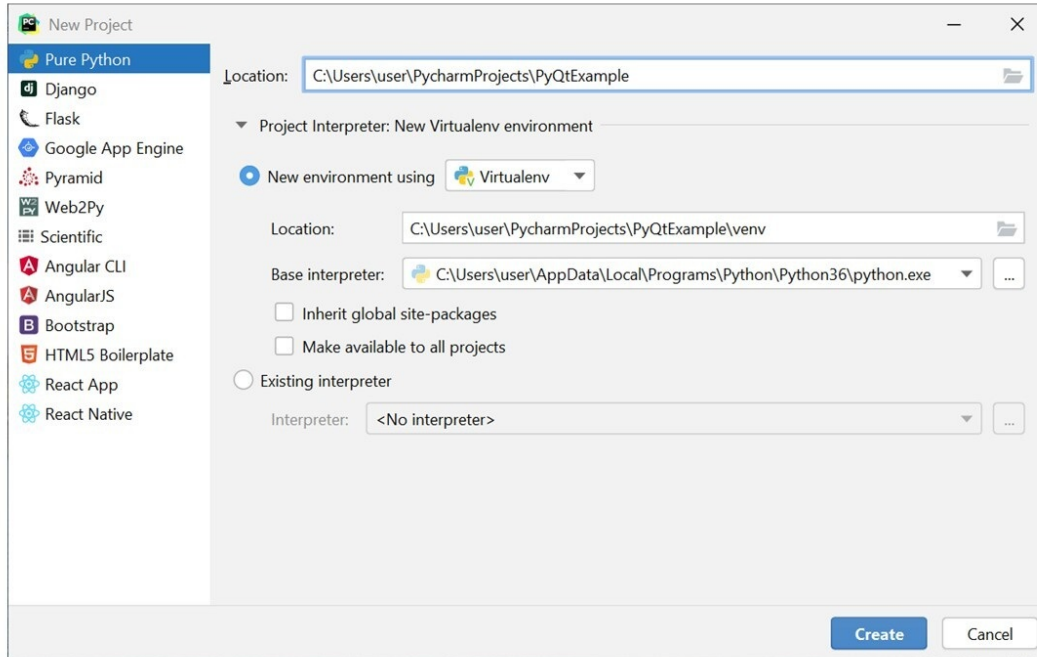 New Project
Pure Python
Django
Flask
Google App Engine
Pyramid
Web2Py
Scientific
Angular CLI
AngularJS
Bootstrap
HTML5 Boilerplate
React App
React Native
Location: C:\Users\user\PycharmProjects\PyQtExample
Project Interpreter: New Virtualenv environment
New environment using Virtualenv
Location: C:\Users\user\PycharmProjects\PyQtExample\venv
Base interpreter: C:\Users\user\AppData\Local\Programs\Python\Python36\python.exe ...
Inherit global site-packages
Make available to all projects
Existing interpreter
Interpreter: <No interpreter> ...
Create Cancel